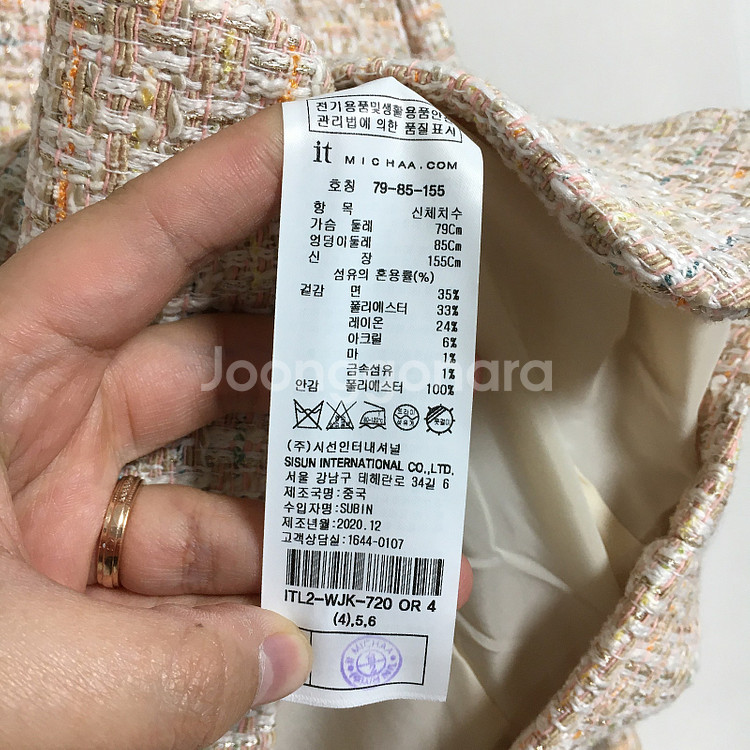 전기용품및생활용품안전
관리법에 의한 품질표시
it MICHAA.COM
호칭 79-85-155
항 목 신체치수
가슴 둘레 79Cm
엉덩이둘레 85Cm
신 장 155Cm
섬유의 혼용률(%)
겉감 면 35%
폴리에스터 33%
레이온 24%
아크릴 6%
마 1%
금속섬유 1%
안감 폴리에스터 100%
Joonggonara
(주)시선인터내셔널
SISUN INTERNATIONAL CO.,LTD.
서울 강남구 테헤란로 34길 6
제조국명:중국
수입자명:SUBIN
제조년월:2020.12
고객상담실:1644-0107
ITL2-WJK-720 OR 4
(4),5,6
MICHAA